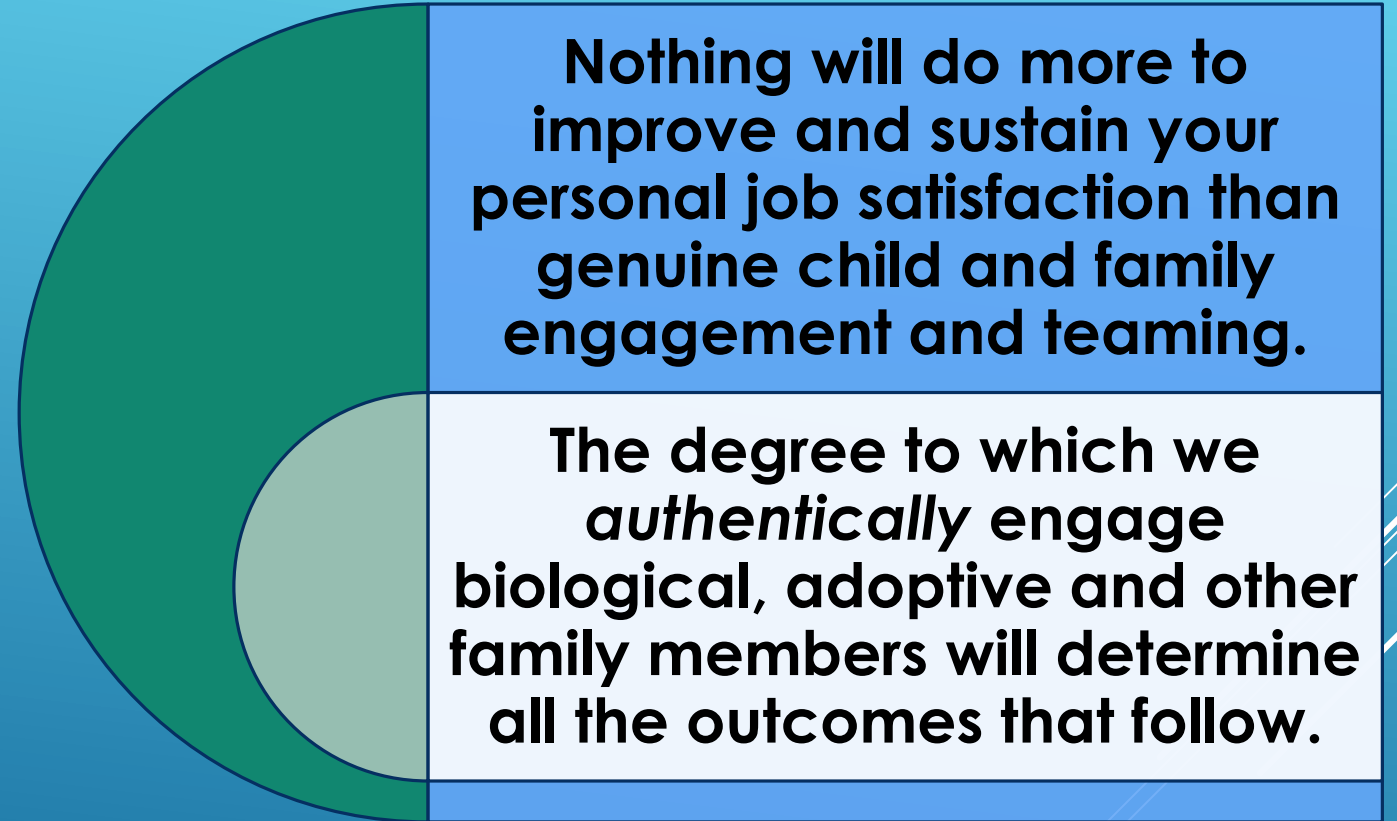 Nothing will do more to
improve and sustain your
personal job satisfaction than
genuine child and family
engagement and teaming.
The degree to which we
authentically engage
biological, adoptive and other
family members will determine
all the outcomes that follow.